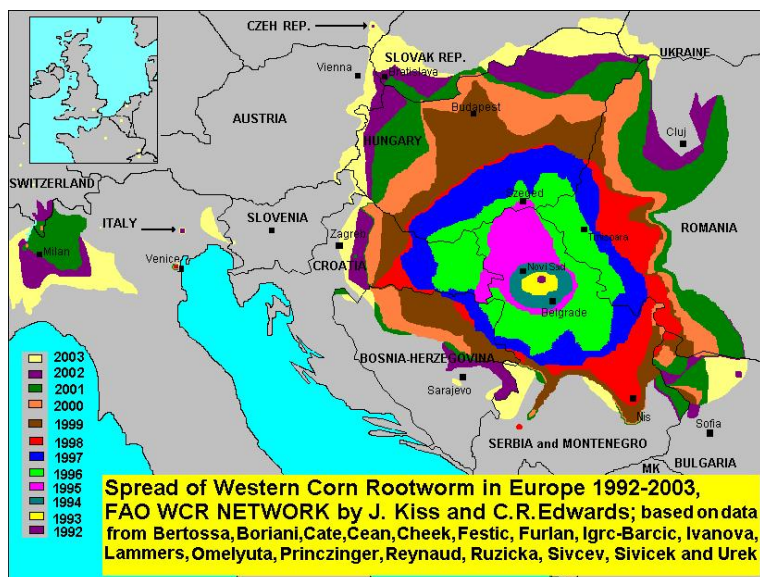 CZEH REP.
SLOVAK REP.
UKRAINE
Vienna
Bratislava
AUSTRIA
Budapest
HUNGARY
Cluj
SWITZERLAND
ITALY
SLOVENIA
Szeged
ROMANIA
Milan
Venice
Zagreb
CROATIA
Novi Sad
Belgrade
BOSNIA-HERZEGOVINA
Sarajevo
Nis
Sofia
SERBIA and MONTENEGRO
MK
BULGARIA
2003
2002
2001
2000
1999
1998
1997
1996
1995
1994
1993
1992
Spread of Western Corn Rootworm in Europe 1992-2003,
FAO WCR NETWORK by J. Kiss and C.R.Edwards; based on data
from Bertossa,Boriani,Cate,Cean,Cheek,Festic, Furlan, Igrc-Barcic, Ivanova,
Lammers,Omelyuta,Princzinger,Reynaud, Ruzicka, Sivcev, Sivicek and Urek